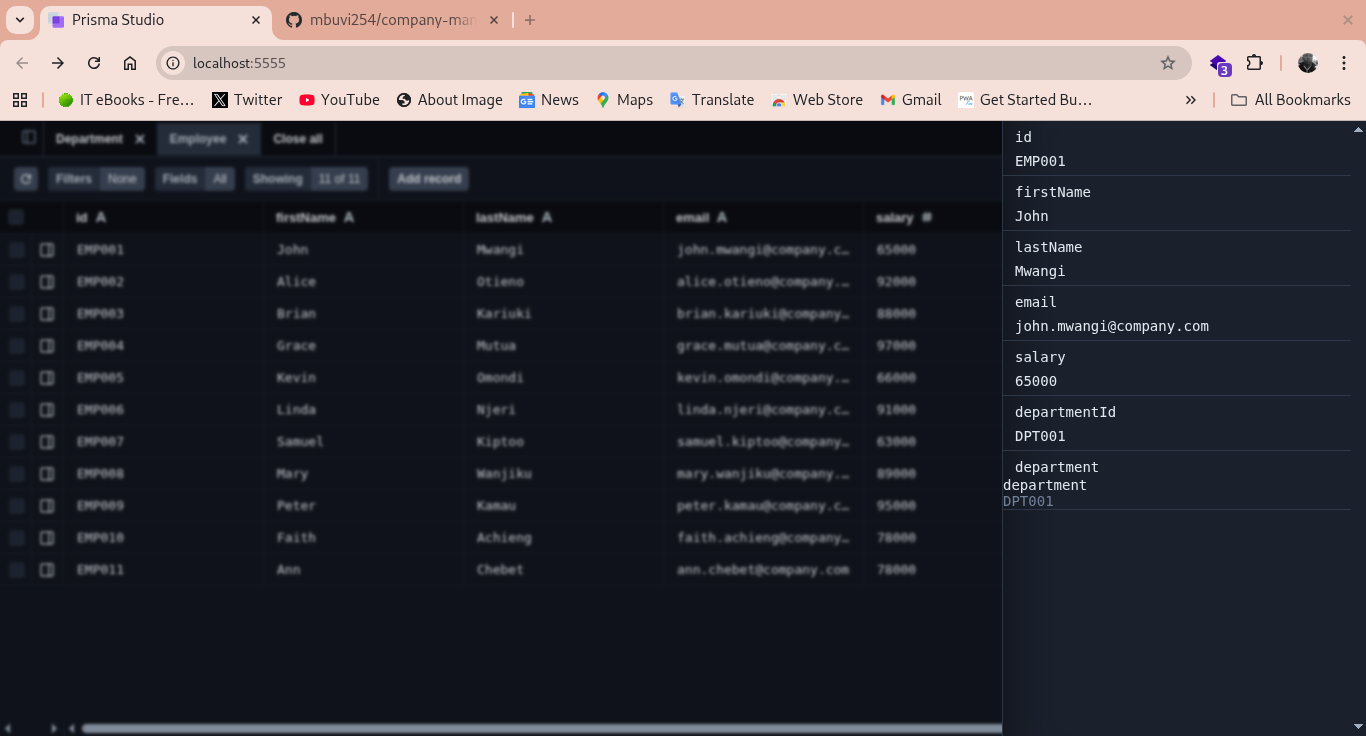 Prisma Studio
mbuvi254/company-man
localhost:5555
3
IT eBooks - Fre…
Twitter
YouTube
About Image
News
Maps
Translate
Web Store
Gmail
PWA
Get Started Bu…
All Bookmarks
Department
Employee
Close all
Filters None
Fields All
Showing 11 of 11
Add record
id A firstName A lastName A email A salary #
EMP001 John Mwangi john.mwangi@company.c… 65000
EMP002 Alice Otieno alice.otieno@company.… 92000
EMP003 Brian Kariuki brian.kariuki@company… 88000
EMP004 Grace Mutua grace.mutua@company.c… 97000
EMP005 Kevin Omondi kevin.omondi@company.… 66000
EMP006 Linda Njeri linda.njeri@company.c… 91000
EMP007 Samuel Kiptoo samuel.kiptoo@company… 63000
EMP008 Mary Wanjiku mary.wanjiku@company.… 89000
EMP009 Peter Kamau peter.kamau@company.c… 95000
EMP010 Faith Achieng faith.achieng@company… 78000
EMP011 Ann Chebet ann.chebet@company.com 78000
id
EMP001
firstName
John
lastName
Mwangi
email
john.mwangi@company.com
salary
65000
departmentId
DPT001
department
department
DPT001